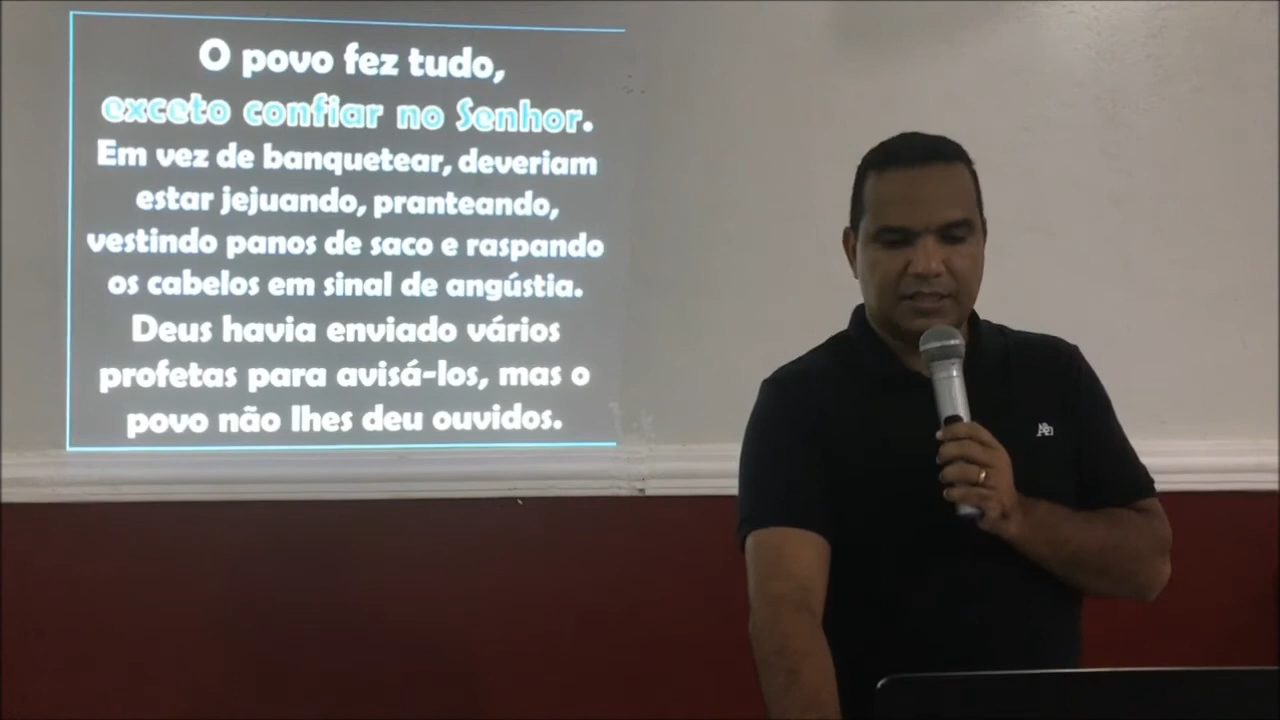 O povo fez tudo,
exceto confiar no Senhor.
Em vez de banquetear, deveriam
estar jejuando, pranteando,
vestindo panos de saco e raspando
os cabelos em sinal de angústia.
Deus havia enviado vários
profetas para avisá-los, mas o
povo não lhes deu ouvidos.